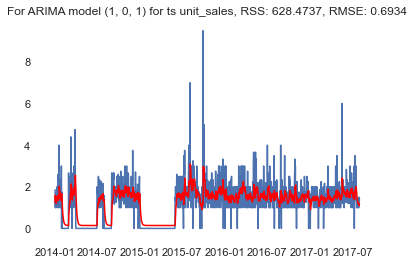 For ARIMA model (1, 0, 1) for ts unit_sales, RSS: 628.4737, RMSE: 0.6934
8
6
4
2
0
2014-01 2014-07 2015-01 2015-07 2016-01 2016-07 2017-01 2017-07